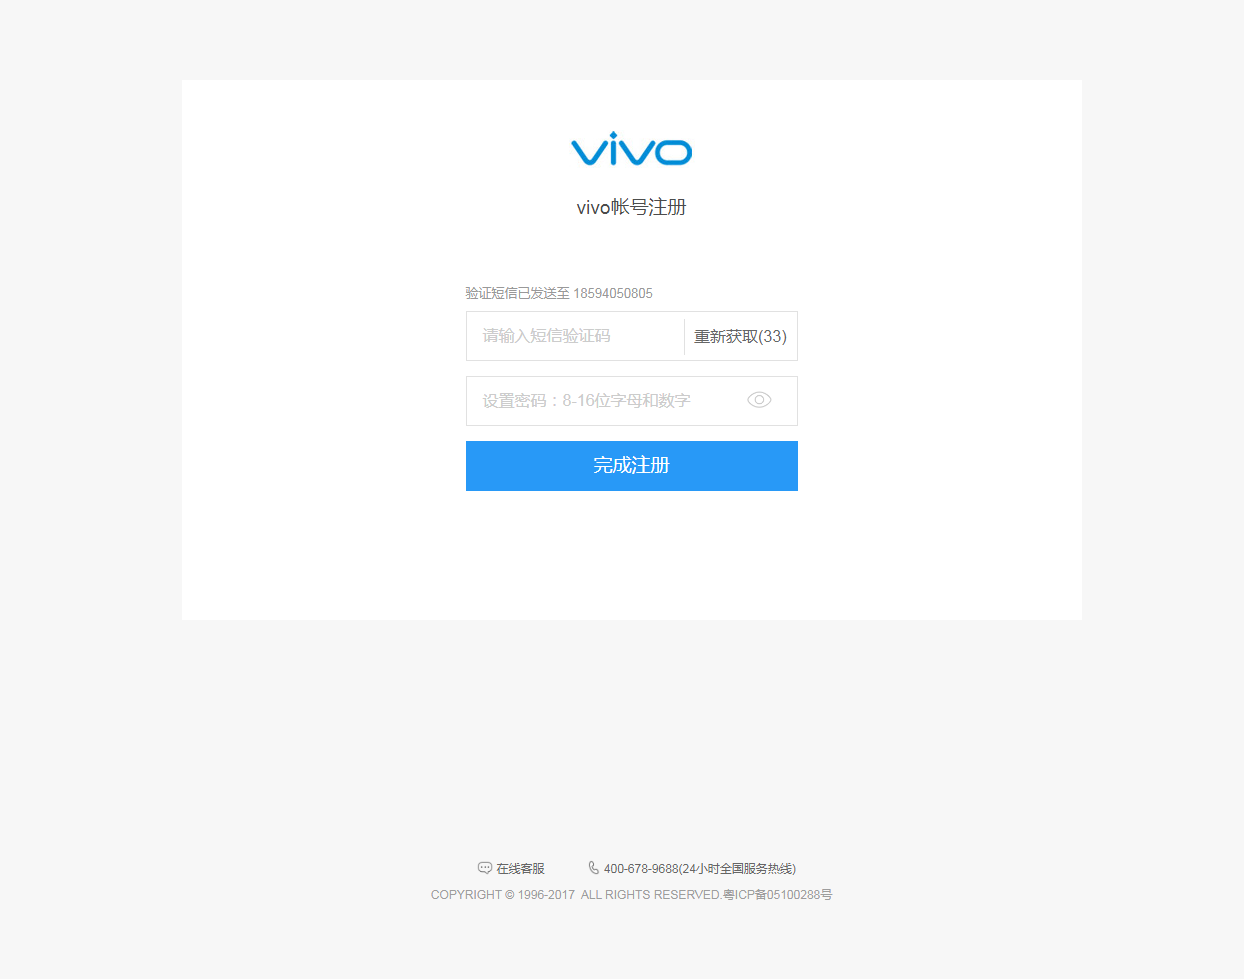 vivo
vivo帐号注册
验证短信已发送至 18594050805
请输入短信验证码 重新获取(33)
设置密码：8-16位字母和数字
完成注册
在线客服 400-678-9688(24小时全国服务热线)
COPYRIGHT © 1996-2017 ALL RIGHTS RESERVED.粤ICP备05100288号